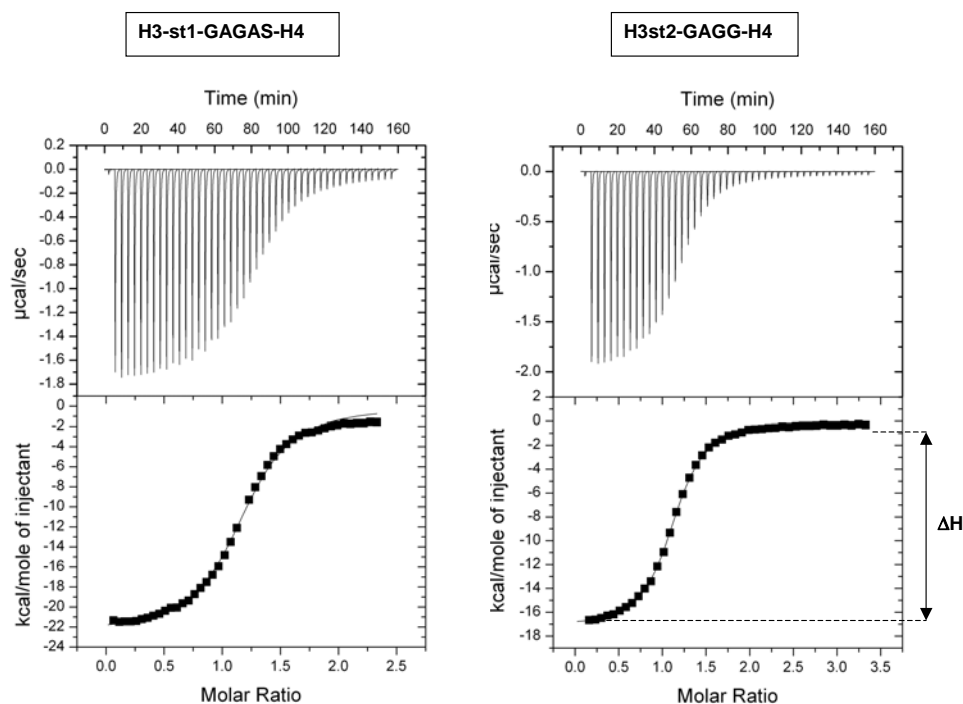 H3-st1-GAGAS-H4
Time (min)
0 20 40 60 80 100 120 140 160
0.2
0.0
-0.2
-0.4
-0.6
-0.8
-1.0
-1.2
-1.4
-1.6
-1.8
µcal/sec
0
-2
-4
-6
-8
-10
-12
-14
-16
-18
-20
-22
-24
kcal/mole of injectant
0.0 0.5 1.0 1.5 2.0 2.5
Molar Ratio
H3st2-GAGG-H4
Time (min)
0 20 40 60 80 100 120 140 160
0.0
-0.5
-1.0
-1.5
-2.0
µcal/sec
2
0
-2
-4
-6
-8
-10
-12
-14
-16
-18
kcal/mole of injectant
0.0 0.5 1.0 1.5 2.0 2.5 3.0 3.5
Molar Ratio
ΔH